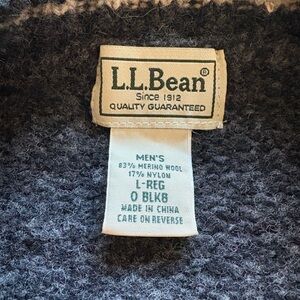 L.L.Bean®
Since 1912
QUALITY GUARANTEED
MEN'S
83% MERINO WOOL
17% NYLON
L-REG
0 BLKB
MADE IN CHINA
CARE ON REVERSE